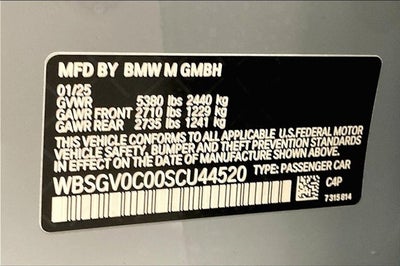 MFD BY BMW M GMBH
01/25
GVWR 5380 lbs 2440 kg
GAWR FRONT 2710 lbs 1229 kg
GAWR REAR 2735 lbs 1241 kg
THIS VEHICLE CONFORMS TO ALL APPLICABLE U.S.FEDERAL MOTOR
VEHICLE SAFETY, BUMPER AND THEFT PREVENTION STANDARDS
IN EFFECT ON THE DATE OF MANUFACTURE SHOWN ABOVE.
WBSGV0C00SCU44520 TYPE: PASSENGER CAR
C4P
7315814